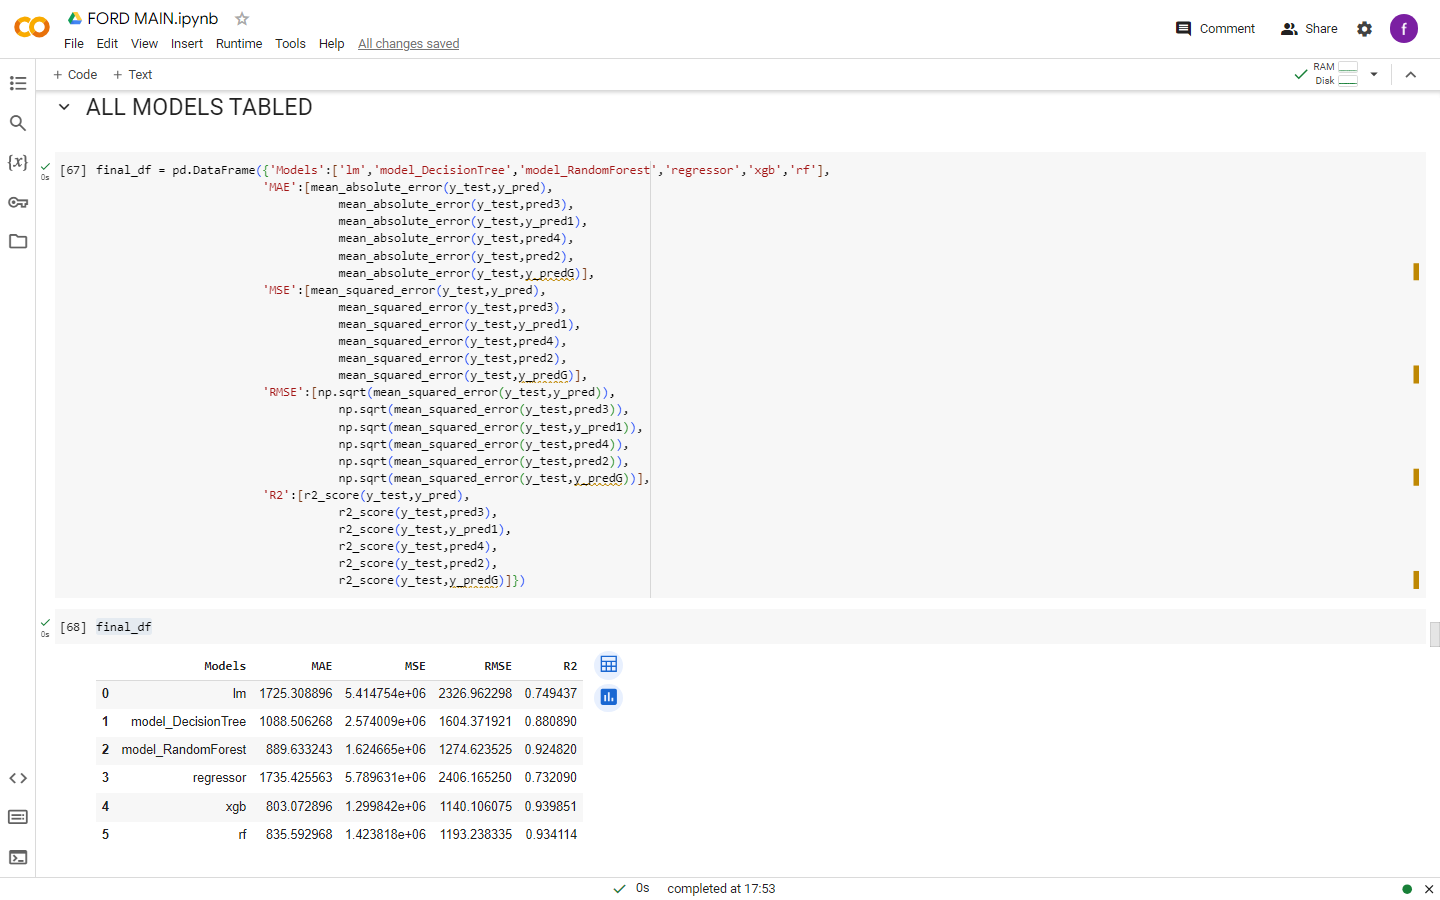 FORD MAIN.ipynb
Comment
Share
f
File Edit View Insert Runtime Tools Help All changes saved
+ Code + Text
RAM
Disk
ALL MODELS TABLED
0s
[67] final_df = pd.DataFrame({'Models':['lm','model_DecisionTree','model_RandomForest','regressor','xgb','rf'],
'MAE':[mean_absolute_error(y_test,y_pred),
mean_absolute_error(y_test,pred3),
mean_absolute_error(y_test,y_pred1),
mean_absolute_error(y_test,pred4),
mean_absolute_error(y_test,pred2),
mean_absolute_error(y_test,y_predG)],
'MSE':[mean_squared_error(y_test,y_pred),
mean_squared_error(y_test,pred3),
mean_squared_error(y_test,y_pred1),
mean_squared_error(y_test,pred4),
mean_squared_error(y_test,pred2),
mean_squared_error(y_test,y_predG)],
'RMSE':[np.sqrt(mean_squared_error(y_test,y_pred)),
np.sqrt(mean_squared_error(y_test,pred3)),
np.sqrt(mean_squared_error(y_test,y_pred1)),
np.sqrt(mean_squared_error(y_test,pred4)),
np.sqrt(mean_squared_error(y_test,pred2)),
np.sqrt(mean_squared_error(y_test,y_predG))],
'R2':[r2_score(y_test,y_pred),
r2_score(y_test,pred3),
r2_score(y_test,y_pred1),
r2_score(y_test,pred4),
r2_score(y_test,pred2),
r2_score(y_test,y_predG)]})
0s
[68] final_df
Models MAE MSE RMSE R2
0 lm 1725.308896 5.414754e+06 2326.962298 0.749437
1 model_DecisionTree 1088.506268 2.574009e+06 1604.371921 0.880890
2 model_RandomForest 889.633243 1.624665e+06 1274.623525 0.924820
3 regressor 1735.425563 5.789631e+06 2406.165250 0.732090
4 xgb 803.072896 1.299842e+06 1140.106075 0.939851
5 rf 835.592968 1.423818e+06 1193.238335 0.934114
0s completed at 17:53